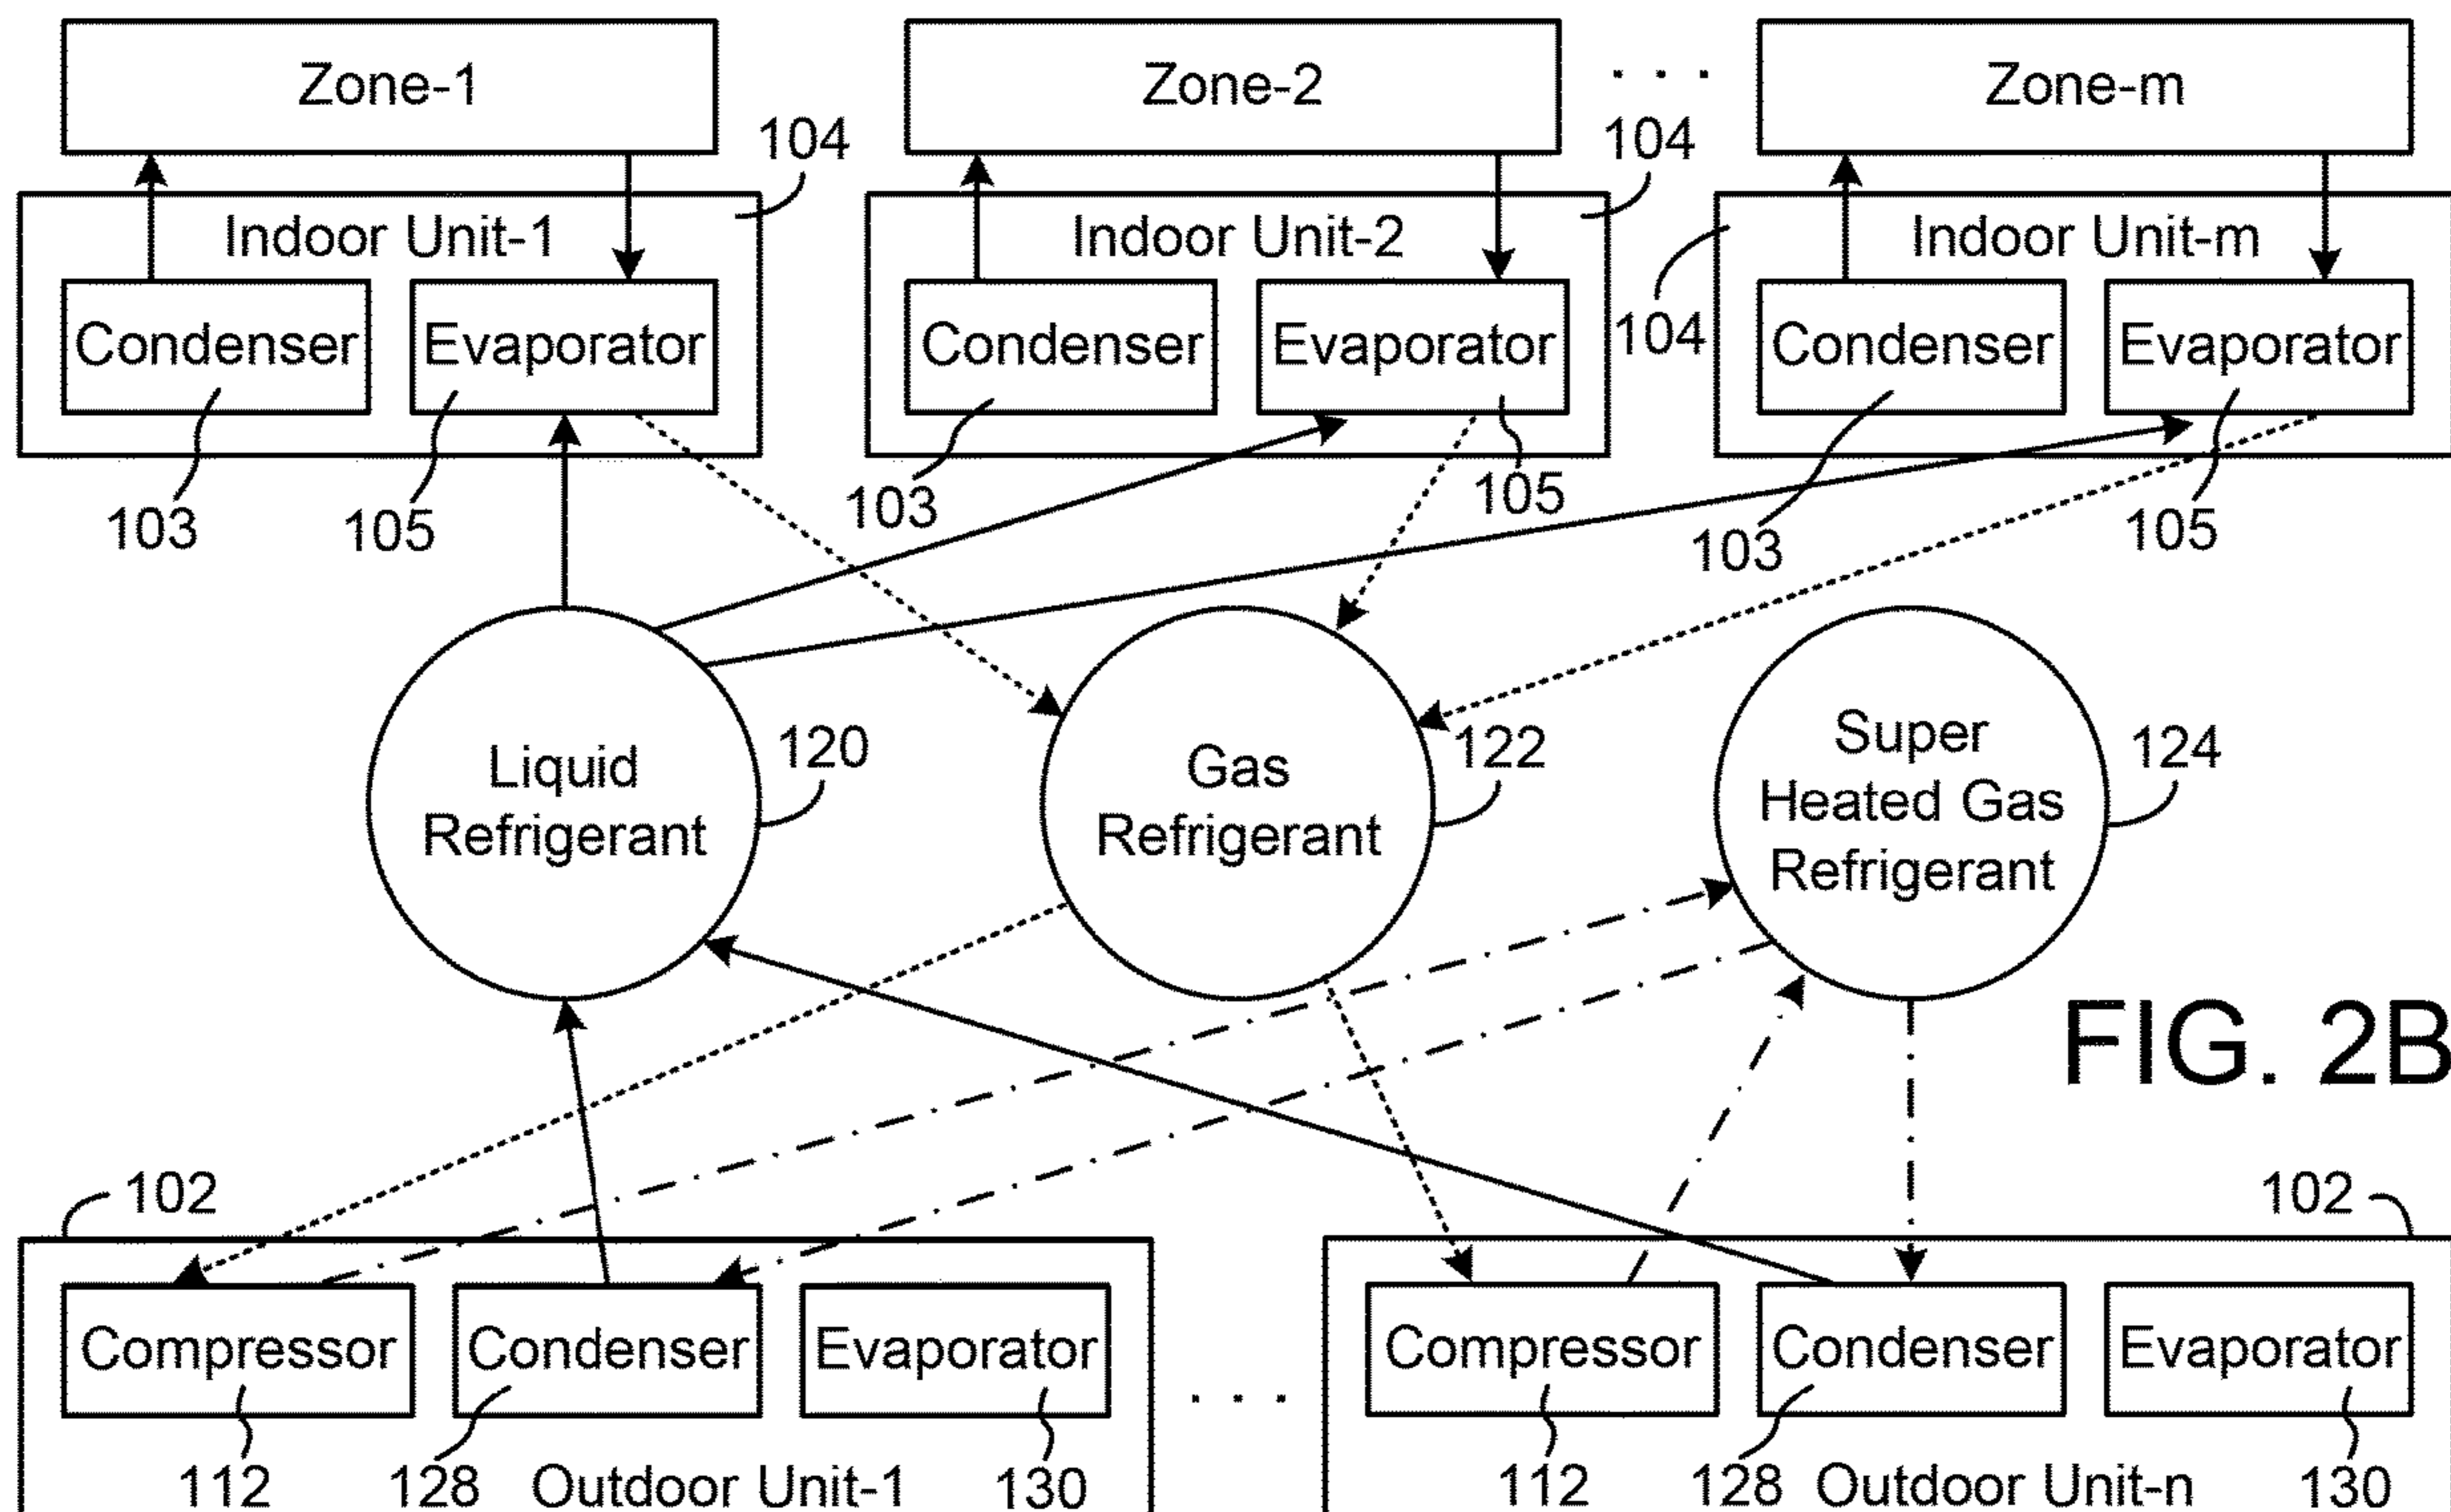 Zone-1
Zone-2
. . .
Zone-m
104
104
Indoor Unit-1
Indoor Unit-2
Indoor Unit-m
104
Condenser
Evaporator
Condenser
Evaporator
Condenser
Evaporator
103
105
103
105
103
105
Liquid
Refrigerant
120
Gas
Refrigerant
122
Super
Heated Gas
Refrigerant
124
FIG. 2B
102
102
Compressor
Condenser
Evaporator
. . .
Compressor
Condenser
Evaporator
112
128
Outdoor Unit-1
130
112
128
Outdoor Unit-n
130